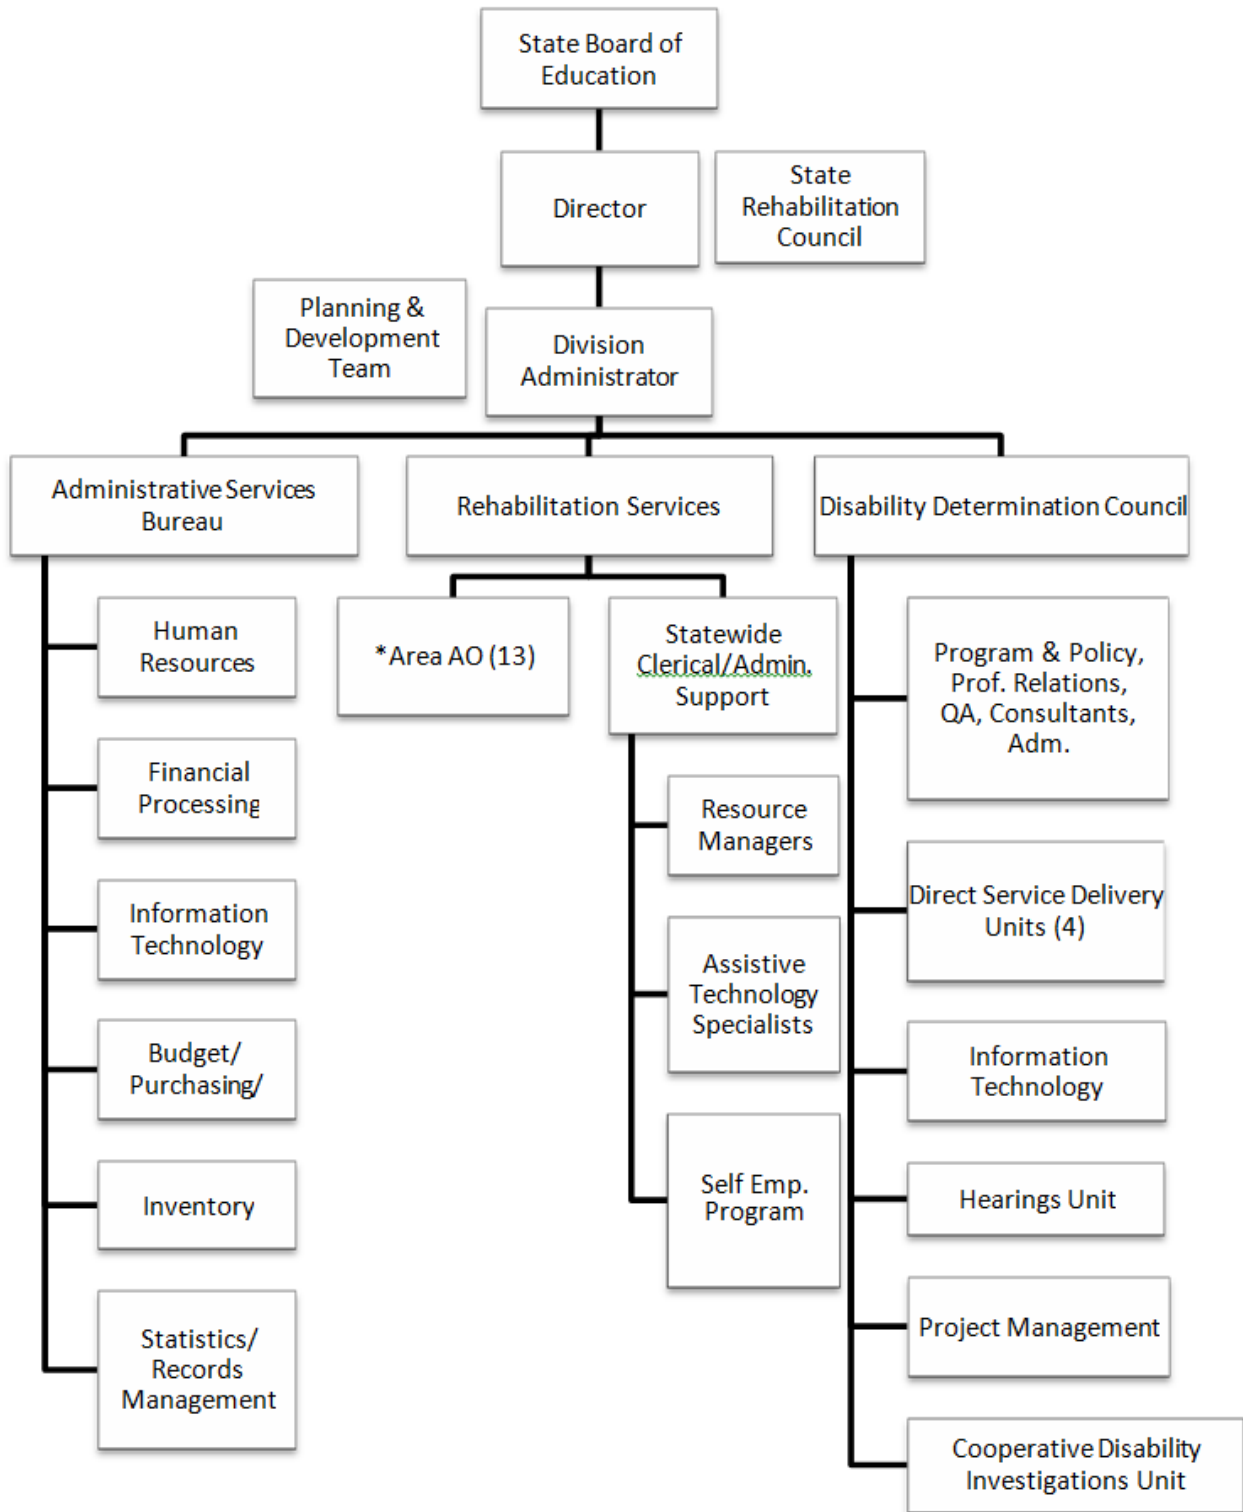 State Board of
Education
Director
State
Rehabilitation
Council
Planning &
Development
Team
Division
Administrator
Administrative Services
Bureau
Rehabilitation Services
Disability Determination Council
Human
Resources
Financial
Processing
Information
Technology
Budget/
Purchasing/
Inventory
Statistics/
Records
Management
*Area AO (13)
Statewide
Clerical/Admin.
Support
Resource
Managers
Assistive
Technology
Specialists
Self Emp.
Program
Program & Policy,
Prof. Relations,
QA, Consultants,
Adm.
Direct Service Delivery
Units (4)
Information
Technology
Hearings Unit
Project Management
Cooperative Disability
Investigations Unit